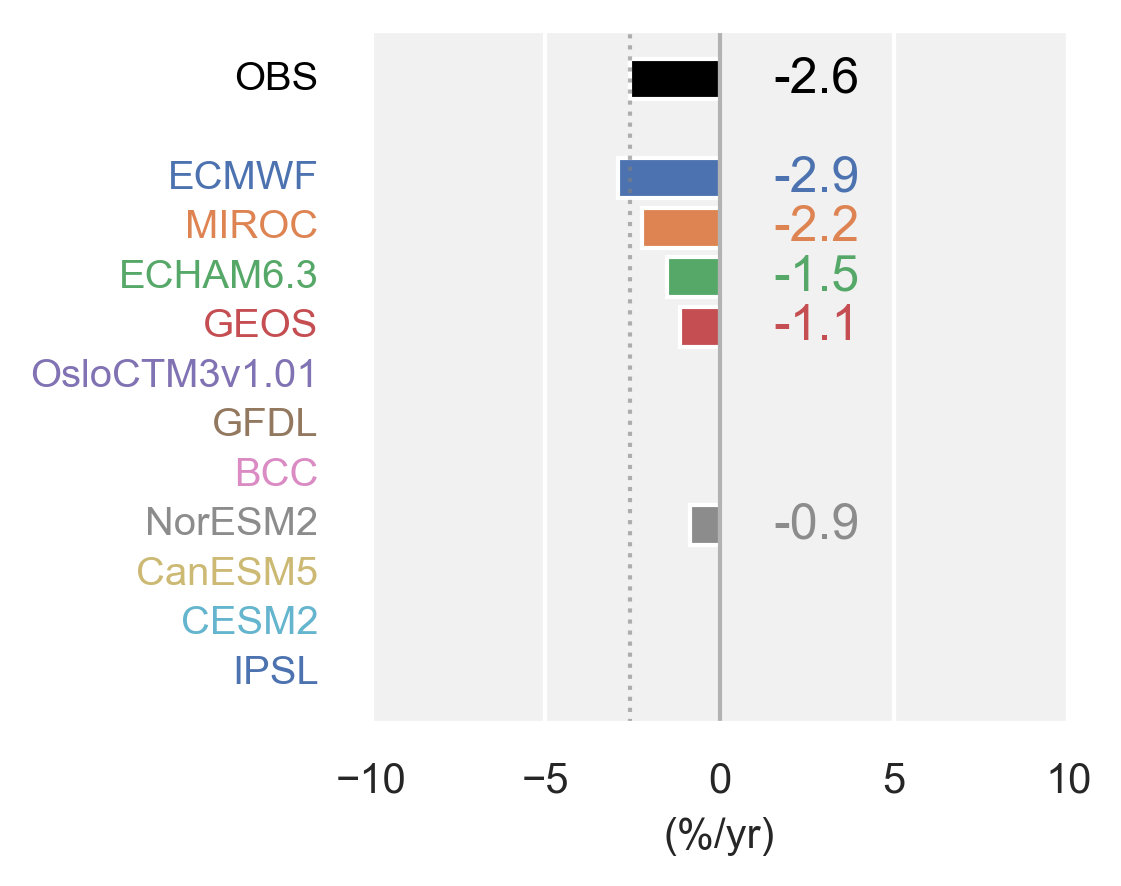 OBS -2.6
ECMWF -2.9
MIROC -2.2
ECHAM6.3 -1.5
GEOS -1.1
OsloCTM3v1.01
GFDL
BCC
NorESM2 -0.9
CanESM5
CESM2
IPSL
−10 −5 0 5 10
(%/yr)